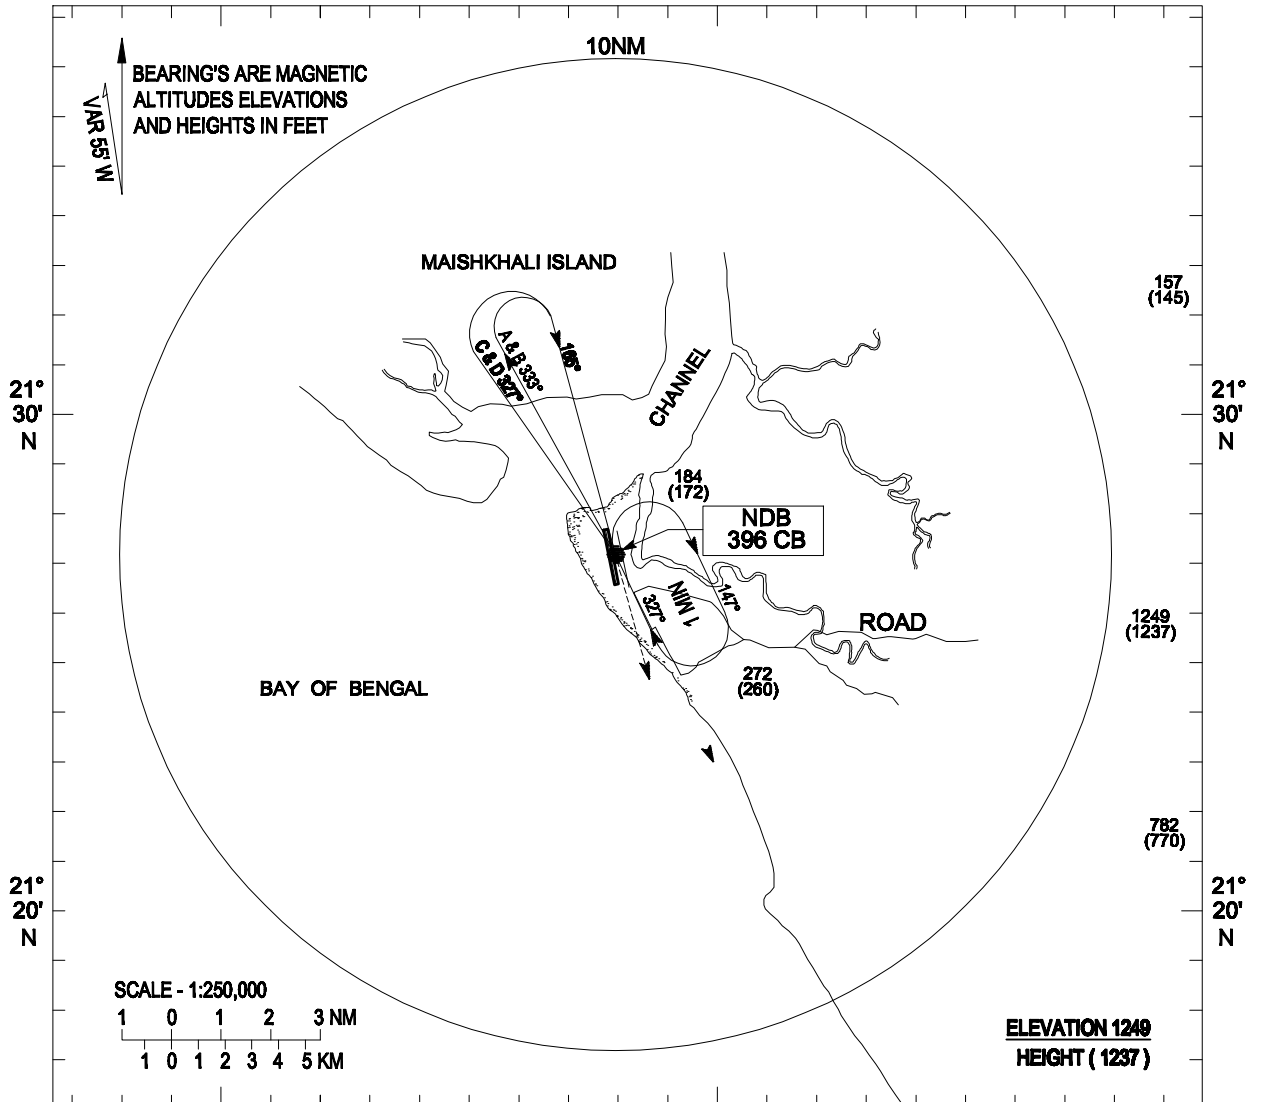 10NM
BEARING'S ARE MAGNETIC
ALTITUDES ELEVATIONS
AND HEIGHTS IN FEET
VAR 55' W
MAISHKHALI ISLAND
157
(145)
A & B 333°
C & D 327°
165°
CHANNEL
21°
30'
N
21°
30'
N
184
(172)
NDB
396 CB
327°
1 MIN
147°
ROAD
1249
(1237)
272
(260)
BAY OF BENGAL
782
(770)
21°
20'
N
21°
20'
N
SCALE - 1:250,000
1 0 1 2 3 NM
1 0 1 2 3 4 5 KM
ELEVATION 1249
HEIGHT ( 1237 )